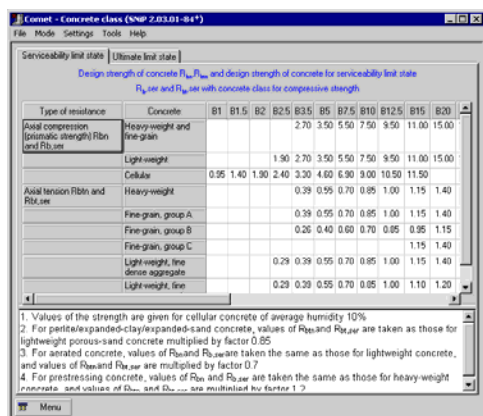 Comet - Concrete class (SNiP 2.03.01-84*)
File Mode Settings Tools Help
Serviceability limit state Ultimate limit state
Design strength of concrete Rb, Rbn and design strength of concrete for serviceability limit state
Rb,ser and Rbt,ser with concrete class for compressive strength
Type of resistance Concrete B1 B1.5 B2 B2.5 B3.5 B5 B7.5 B10 B12.5 B15 B20
Axial compression Heavy-weight and 2.70 3.50 5.50 7.50 9.50 11.00 15.00
(prismatic strength) Rbn fine-grain
and Rb,ser
Light-weight 1.90 2.70 3.50 5.50 7.50 9.50 11.00 15.00
Cellular 0.95 1.40 1.90 2.40 3.30 4.60 6.90 9.00 10.50 11.50
Axial tension Rbtn and Heavy-weight 0.39 0.55 0.70 0.85 1.00 1.15 1.40
Rbt,ser
Fine-grain, group A 0.39 0.55 0.70 0.85 1.00 1.15 1.40
Fine-grain, group B 0.26 0.40 0.60 0.70 0.85 0.95 1.15
Fine-grain, group C 1.15 1.40
Light-weight, fine 0.29 0.39 0.55 0.70 0.85 1.00 1.15 1.40
dense aggregate
Light-weight, fine 0.29 0.39 0.55 0.70 0.85 1.00 1.10 1.20
1. Values of the strength are given for cellular concrete of average humidity 10%
2. For perlite/expanded-clay/expanded-sand concrete, values of Rbtn and Rbt,ser are taken as those for
lightweight porous-sand concrete multiplied by factor 0.85
3. For aerated concrete, values of Rbn and Rb,ser are taken the same as those for lightweight concrete,
and values of Rbtn and Rbt,ser are multiplied by factor 0.7
4. For prestressing concrete, values of Rbn and Rb,ser are taken the same as those for heavy-weight
concrete, and values of Rbtn and Rbt,ser are multiplied by factor 1.2
Menu